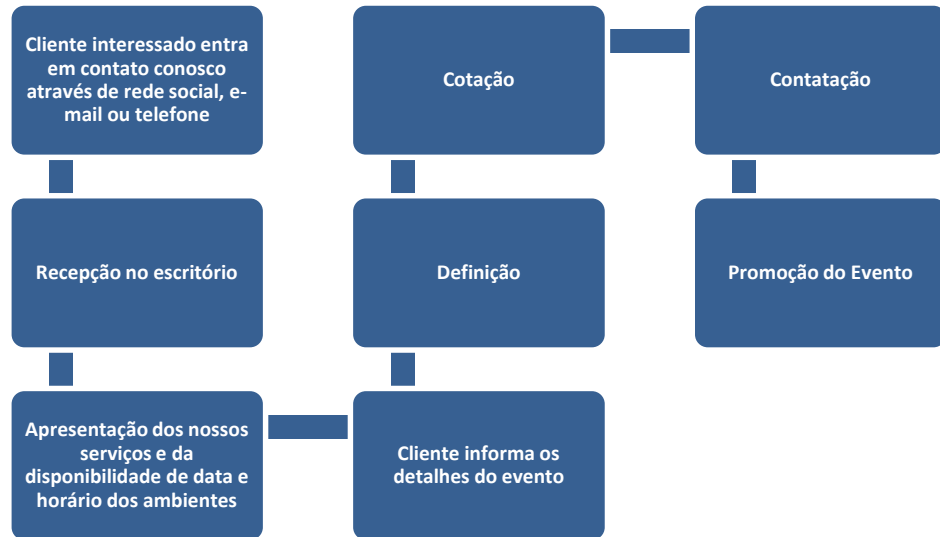 Cliente interessado entra
em contato conosco
através de rede social, e-
mail ou telefone
Recepção no escritório
Apresentação dos nossos
serviços e da
disponibilidade de data e
horário dos ambientes
Cliente informa os
detalhes do evento
Definição
Cotação
Contatação
Promoção do Evento